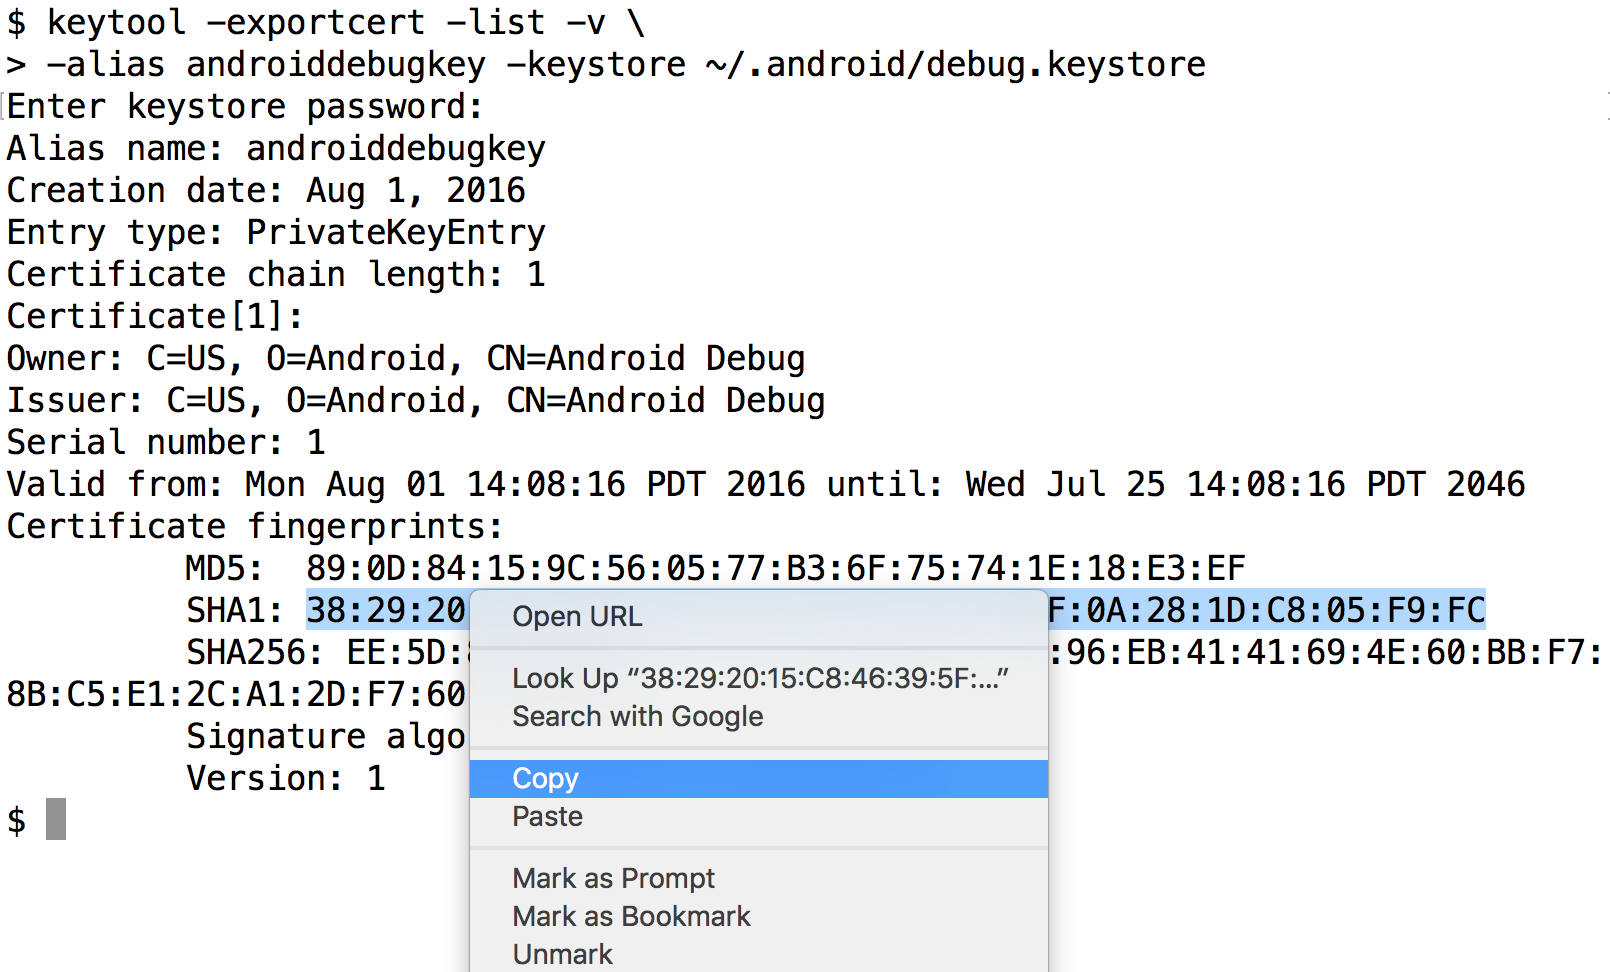 $ keytool -exportcert -list -v \
> -alias androiddebugkey -keystore ~/.android/debug.keystore
Enter keystore password:
Alias name: androiddebugkey
Creation date: Aug 1, 2016
Entry type: PrivateKeyEntry
Certificate chain length: 1
Certificate[1]:
Owner: C=US, O=Android, CN=Android Debug
Issuer: C=US, O=Android, CN=Android Debug
Serial number: 1
Valid from: Mon Aug 01 14:08:16 PDT 2016 until: Wed Jul 25 14:08:16 PDT 2046
Certificate fingerprints:
MD5: 89:0D:84:15:9C:56:05:77:B3:6F:75:74:1E:18:E3:EF
SHA1: 38:29:20 F:0A:28:1D:C8:05:F9:FC
SHA256: EE:5D: :96:EB:41:41:69:4E:60:BB:F7:
8B:C5:E1:2C:A1:2D:F7:60
Signature algo
Version: 1
$
Open URL
Look Up “38:29:20:15:C8:46:39:5F:...”
Search with Google
Copy
Paste
Mark as Prompt
Mark as Bookmark
Unmark